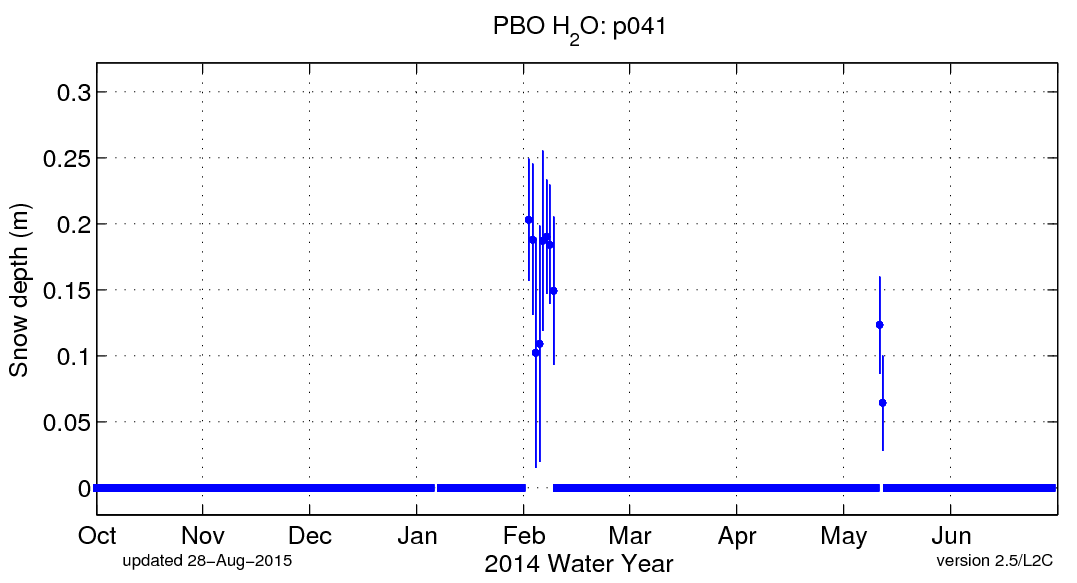 PBO H₂O: p041
0.3
0.25
0.2
0.15
0.1
0.05
0
Snow depth (m)
Oct Nov Dec Jan Feb Mar Apr May Jun
2014 Water Year
updated 28−Aug−2015
version 2.5/L2C